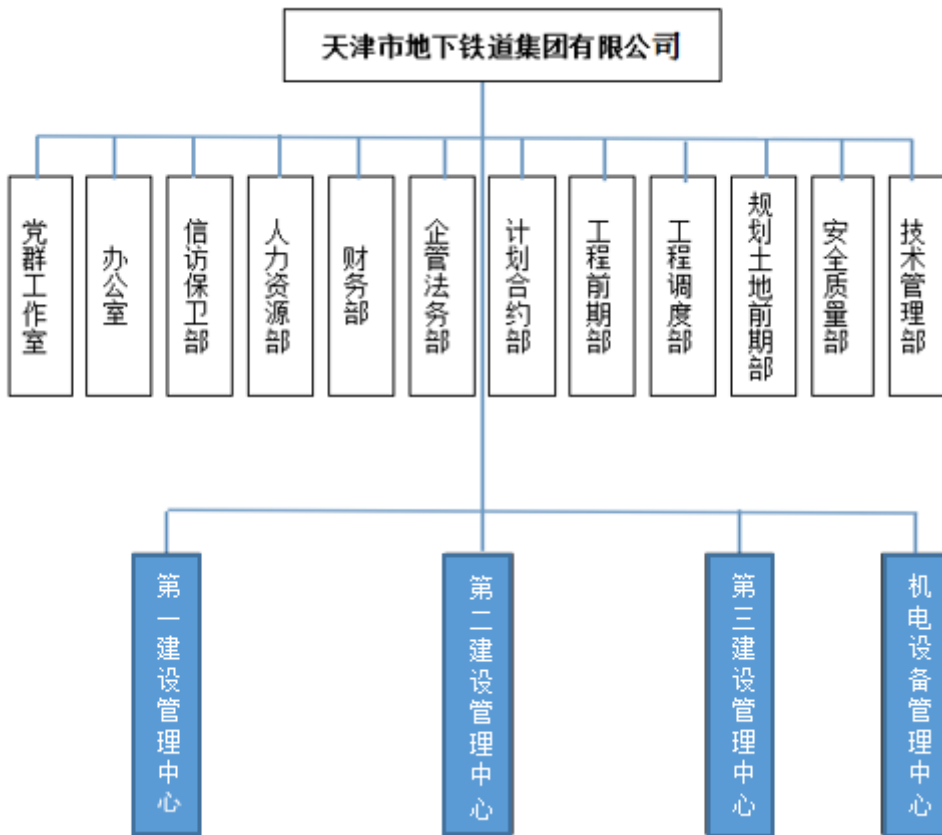 天津市地下铁道集团有限公司
党群工作室
办公室
信访保卫部
人力资源部
财务部
企管法务部
计划合约部
工程前期部
工程调度部
规划土地前期部
安全质量部
技术管理部
第一建设管理中心
第二建设管理中心
第三建设管理中心
机电设备管理中心